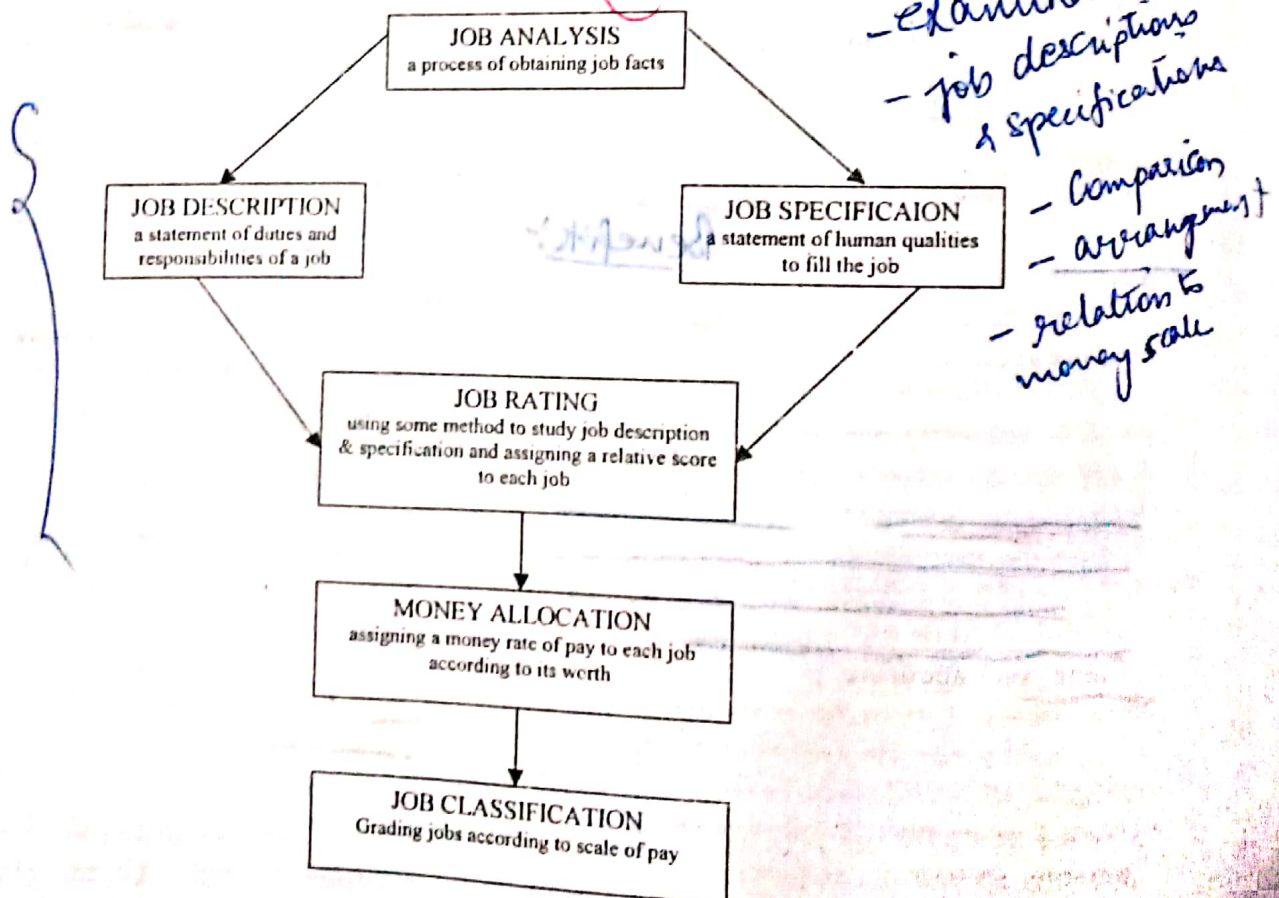 JOB ANALYSIS
a process of obtaining job facts
- job descriptions
& specifications
- Comparison
- arrangment
- relation to
money scale
JOB DESCRIPTION
a statement of duties and
responsibilities of a job
JOB SPECIFICAION
a statement of human qualities
to fill the job
Benefit:-
JOB RATING
using some method to study job description
& specification and assigning a relative score
to each job
MONEY ALLOCATION
assigning a money rate of pay to each job
according to its worth
JOB CLASSIFICATION
Grading jobs according to scale of pay